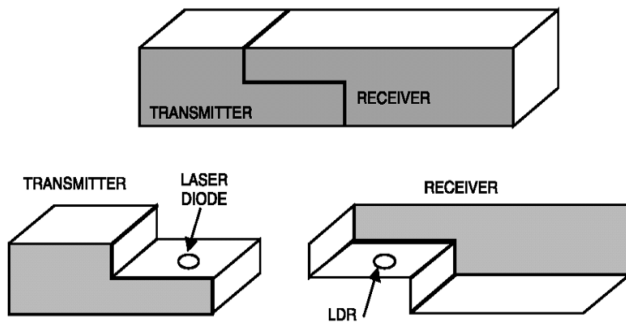 TRANSMITTER
RECEIVER
TRANSMITTER
LASER
DIODE
RECEIVER
LDR